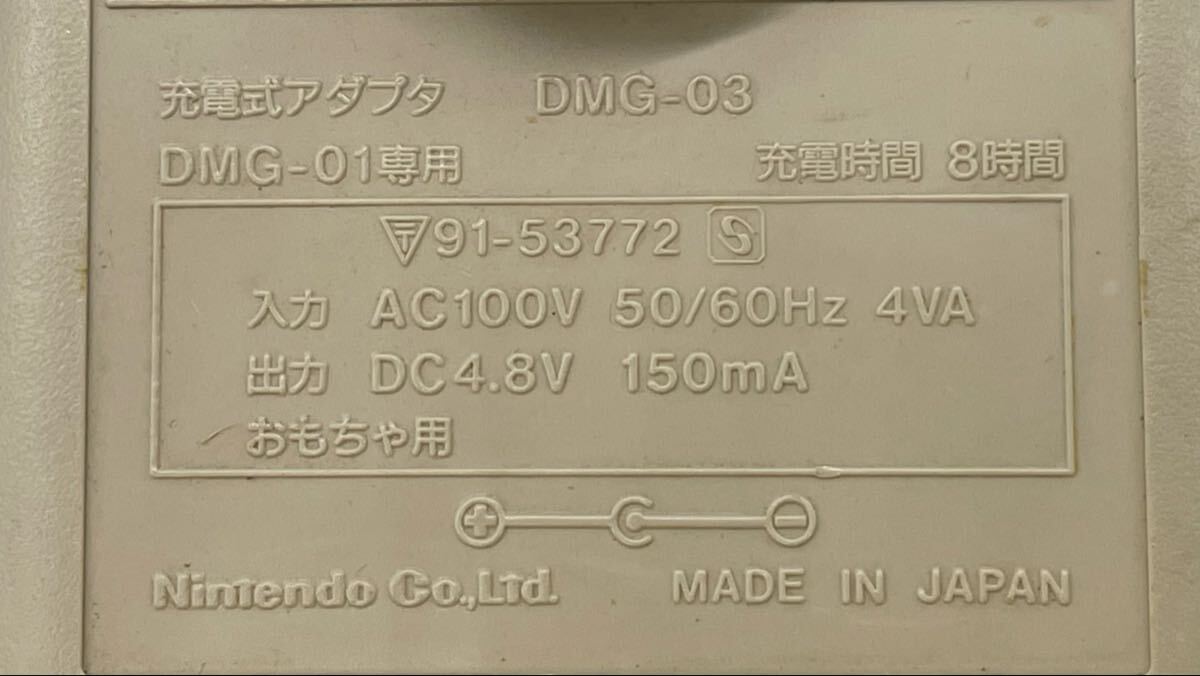 充電式アダプタ DMG-03
DMG-01専用 充電時間 8時間
T 91-53772 S
入力 AC100V 50/60Hz 4VA
出力 DC4.8V 150mA
おもちゃ用
+ −
Nintendo Co.,Ltd. MADE IN JAPAN